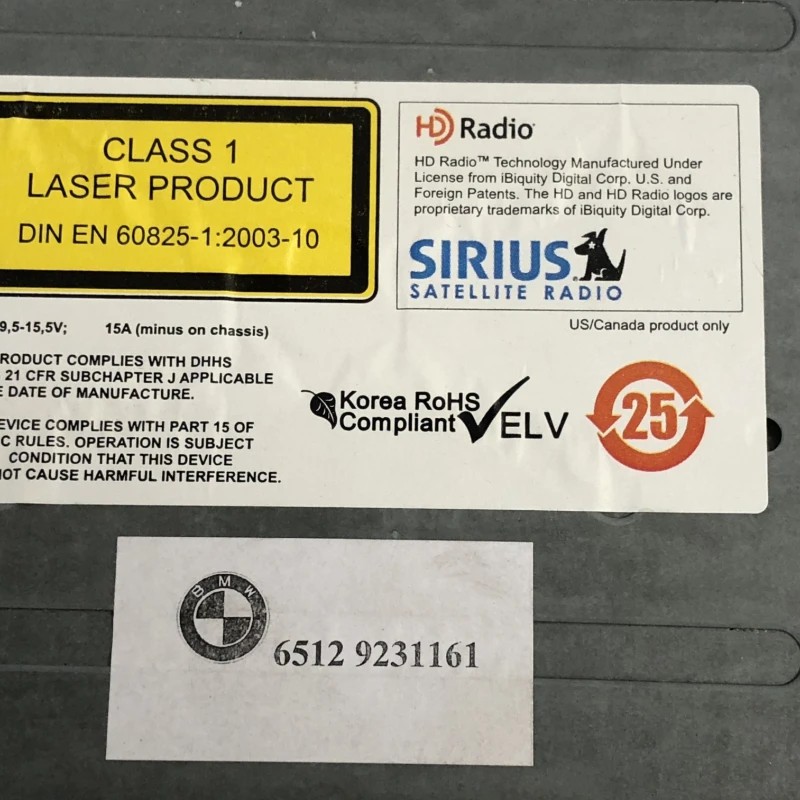 CLASS 1
LASER PRODUCT
DIN EN 60825-1:2003-10
HD Radio
HD Radio™ Technology Manufactured Under
License from iBiquity Digital Corp. U.S. and
Foreign Patents. The HD and HD Radio logos are
proprietary trademarks of iBiquity Digital Corp.
SIRIUS
SATELLITE RADIO
US/Canada product only
9,5-15,5V; 15A (minus on chassis)
RODUCT COMPLIES WITH DHHS
21 CFR SUBCHAPTER J APPLICABLE
E DATE OF MANUFACTURE.
EVICE COMPLIES WITH PART 15 OF
C RULES. OPERATION IS SUBJECT
CONDITION THAT THIS DEVICE
NOT CAUSE HARMFUL INTERFERENCE.
Korea RoHS
Compliant
ELV
25
BMW
6512 9231161